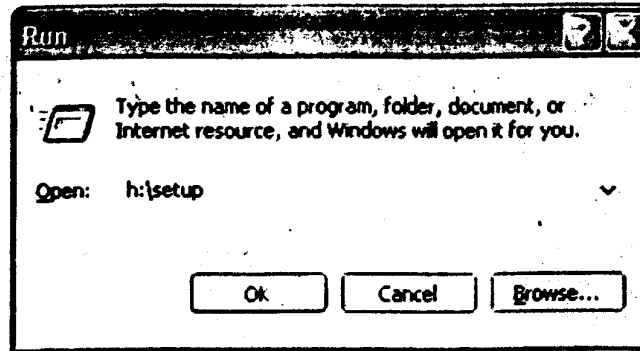 Run
Type the name of a program, folder, document, or
Internet resource, and Windows will open it for you.
Open: h:\setup
Ok Cancel Browse...